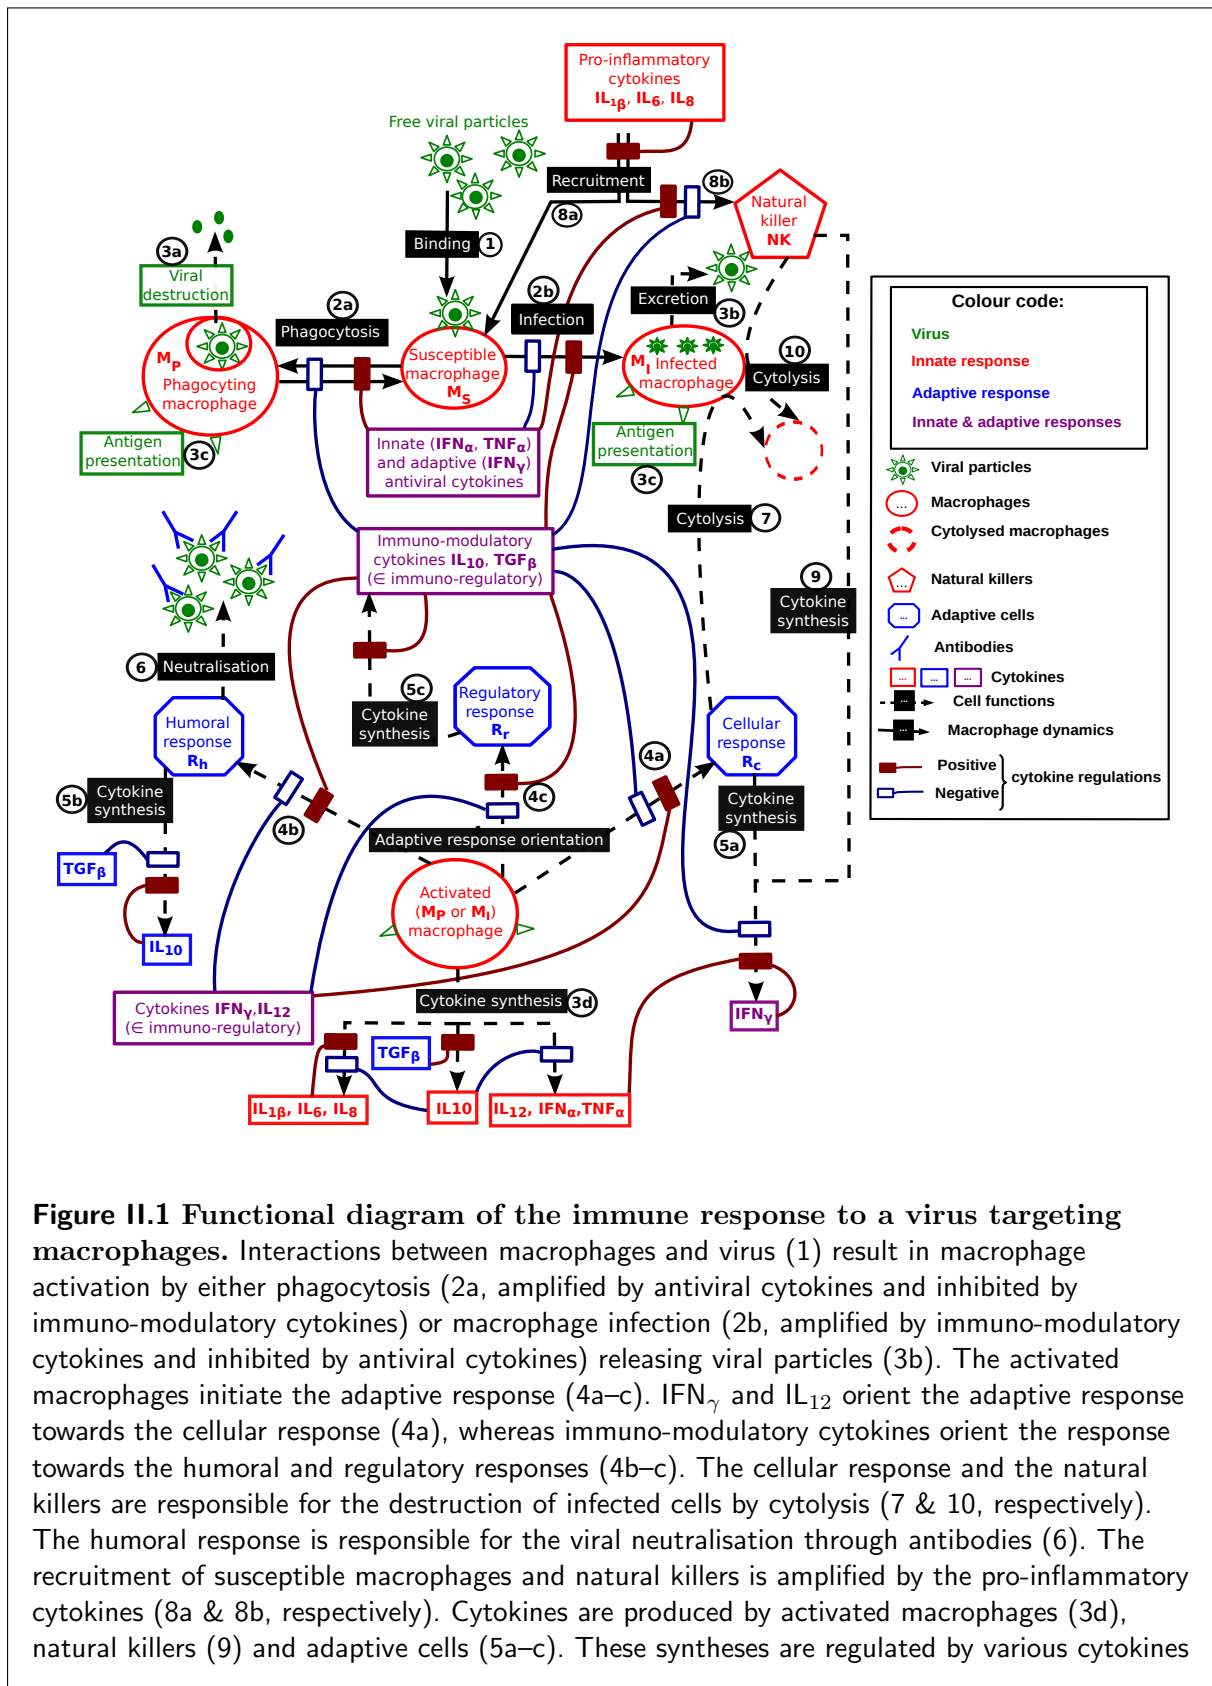 Pro-inflammatory
cytokines
IL1β, IL6, IL8
Free viral particles
Recruitment
8a
8b
Natural
killer
NK
Binding
1
3a
Viral
destruction
2a
Phagocytosis
2b
Infection
Excretion
3b
MP
Phagocyting
macrophage
Susceptible
macrophage
MS
MI Infected
macrophage
10
Cytolysis
Antigen
presentation
3c
Innate (IFNα, TNFα)
and adaptive (IFNγ)
antiviral cytokines
Antigen
presentation
3c
Cytolysis
7
Immuno-modulatory
cytokines IL10, TGFβ
(∈ immuno-regulatory)
9
Cytokine
synthesis
6
Neutralisation
5c
Cytokine
synthesis
Regulatory
response
Rr
Humoral
response
Rh
Cellular
response
Rc
4a
5b
Cytokine
synthesis
4b
4c
Cytokine
synthesis
5a
Adaptive response orientation
TGFβ
IL10
Activated
(MP or MI)
macrophage
Cytokines IFNγ,IL12
(∈ immuno-regulatory)
Cytokine synthesis
3d
IFNγ
TGFβ
IL1β, IL6, IL8
IL10
IL12, IFNα,TNFα
Colour code:
Virus
Innate response
Adaptive response
Innate & adaptive responses
Viral particles
... Macrophages
Cytolysed macrophages
... Natural killers
... Adaptive cells
Antibodies
... ... ... Cytokines
... Cell functions
... Macrophage dynamics
Positive
Negative
cytokine regulations
Figure II.1 Functional diagram of the immune response to a virus targeting
macrophages. Interactions between macrophages and virus (1) result in macrophage
activation by either phagocytosis (2a, amplified by antiviral cytokines and inhibited by
immuno-modulatory cytokines) or macrophage infection (2b, amplified by immuno-modulatory
cytokines and inhibited by antiviral cytokines) releasing viral particles (3b). The activated
macrophages initiate the adaptive response (4a–c). IFNγ and IL12 orient the adaptive response
towards the cellular response (4a), whereas immuno-modulatory cytokines orient the response
towards the humoral and regulatory responses (4b–c). The cellular response and the natural
killers are responsible for the destruction of infected cells by cytolysis (7 & 10, respectively).
The humoral response is responsible for the viral neutralisation through antibodies (6). The
recruitment of susceptible macrophages and natural killers is amplified by the pro-inflammatory
cytokines (8a & 8b, respectively). Cytokines are produced by activated macrophages (3d),
natural killers (9) and adaptive cells (5a–c). These syntheses are regulated by various cytokines